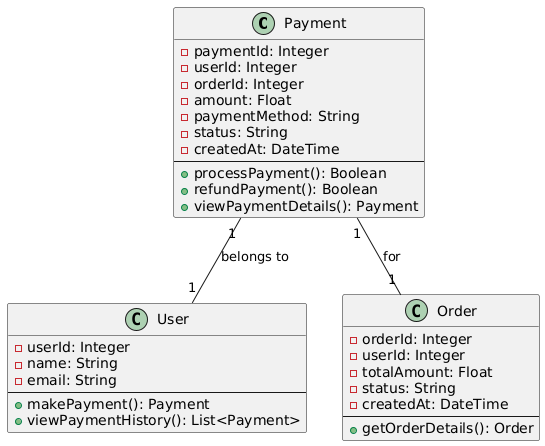 C Payment
paymentId: Integer
userId: Integer
orderId: Integer
amount: Float
paymentMethod: String
status: String
createdAt: DateTime
processPayment(): Boolean
refundPayment(): Boolean
viewPaymentDetails(): Payment
1 1
belongs to for
1 1
C User
userId: Integer
name: String
email: String
makePayment(): Payment
viewPaymentHistory(): List<Payment>
C Order
orderId: Integer
userId: Integer
totalAmount: Float
status: String
createdAt: DateTime
getOrderDetails(): Order